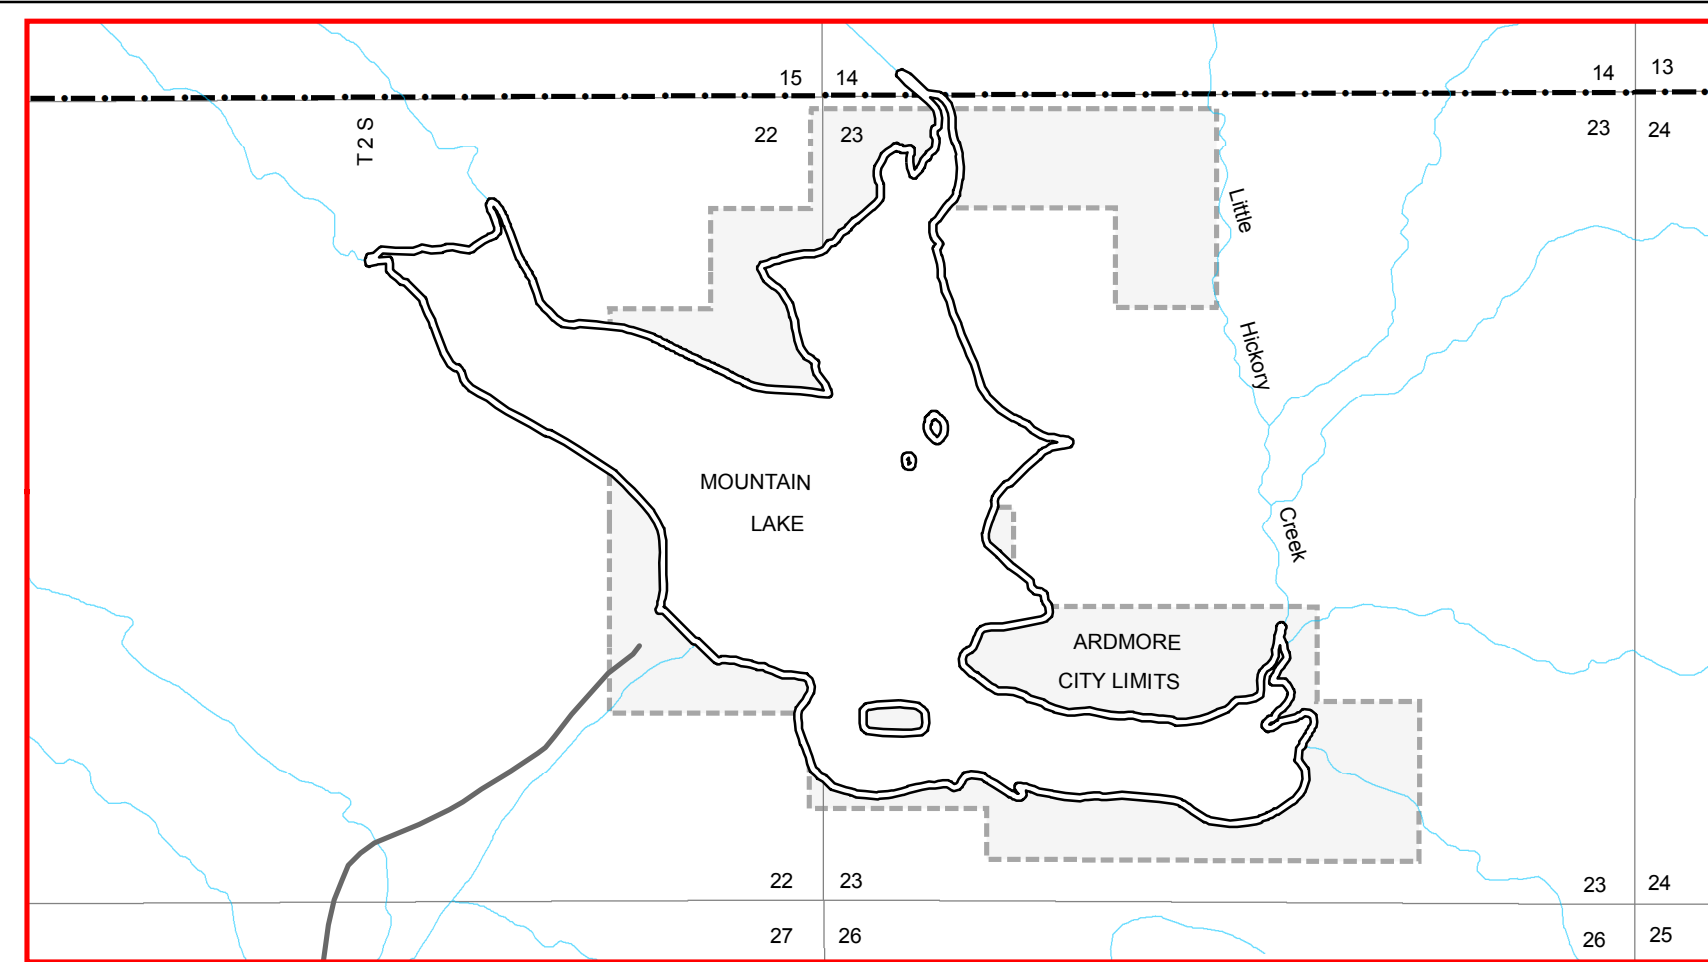 15 14
14 13
22 23
23 24
T 2 S
Little
Hickory
MOUNTAIN
LAKE
Creek
ARDMORE
CITY LIMITS
22 23
23 24
27 26
26 25